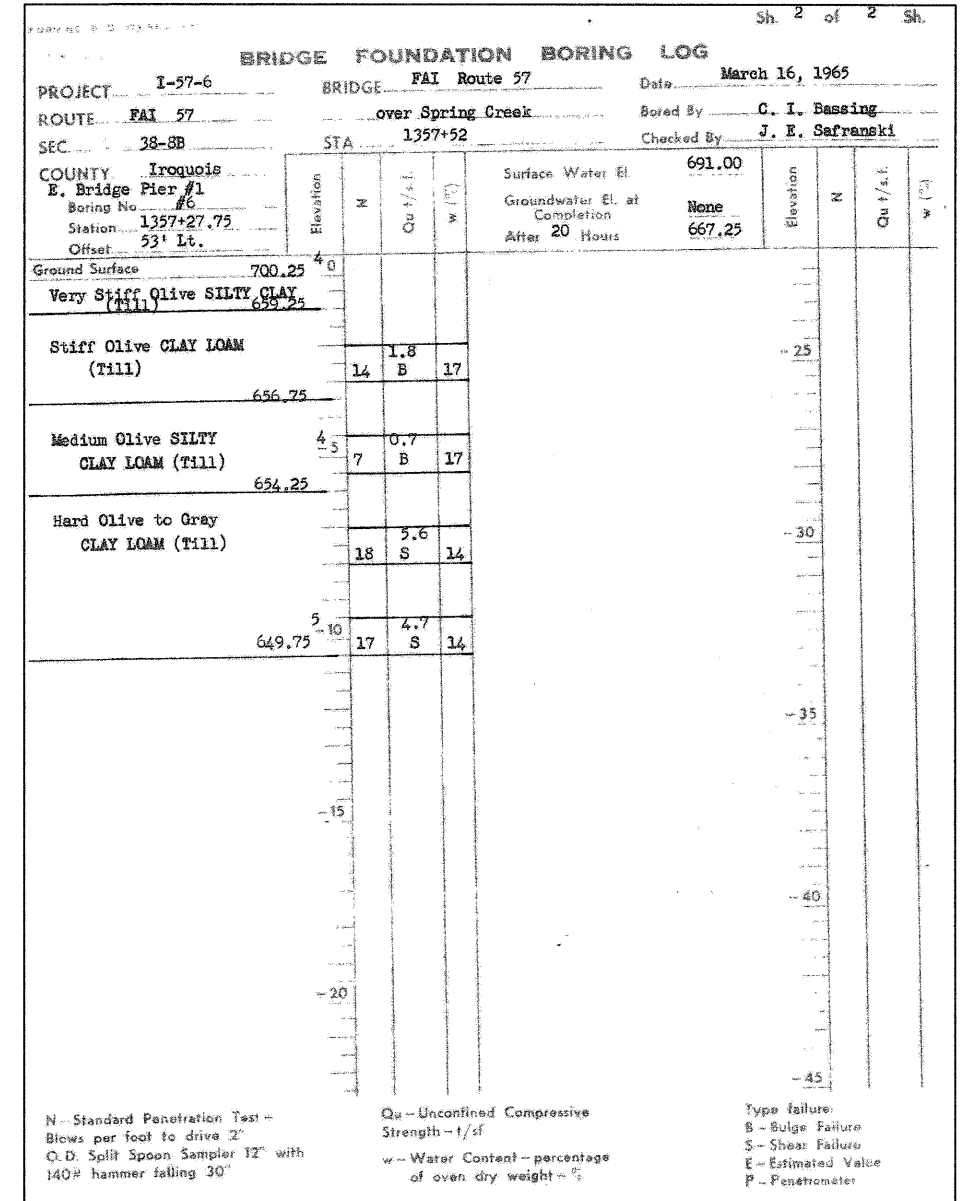 Sh. 2 of 2 Sh.
BRIDGE FOUNDATION BORING LOG
PROJECT I-57-6 BRIDGE FAI Route 57 Date March 16, 1965
ROUTE FAI 57 over Spring Creek Bored By C. I. Bassing
SEC. 38-8B STA 1357+52 Checked By J. E. Safranski
COUNTY Iroquois
E. Bridge Pier #1
Boring No #6
Station 1357+27.75
Offset 53' Lt.
Elevation
N
Qu t/s.f.
w (%)
Surface Water El 691.00
Groundwater El. at
Completion None
After 20 Hours 667.25
Elevation
N
Qu t/s.f.
w (%)
Ground Surface 700.25 4 0
Very Stiff Olive SILTY CLAY
(Till) 659.25
Stiff Olive CLAY LOAM 1.8 -25
(Till) 14 B 17
656.75
Medium Olive SILTY 4 -5 0.7
CLAY LOAM (Till) 7 B 17
654.25
Hard Olive to Gray 5.6 -30
CLAY LOAM (Till) 18 S 14
5 -10 4.7
649.75 17 S 14
-35
-15
-40
-20
-45
N - Standard Penetration Test -
Blows per foot to drive 2"
O.D. Split Spoon Sampler 12" with
140# hammer falling 30"
Qu - Unconfined Compressive
Strength - t/sf
w - Water Content - percentage
of oven dry weight - %
Type failure:
B - Bulge Failure
S - Shear Failure
E - Estimated Value
P - Penetrometer